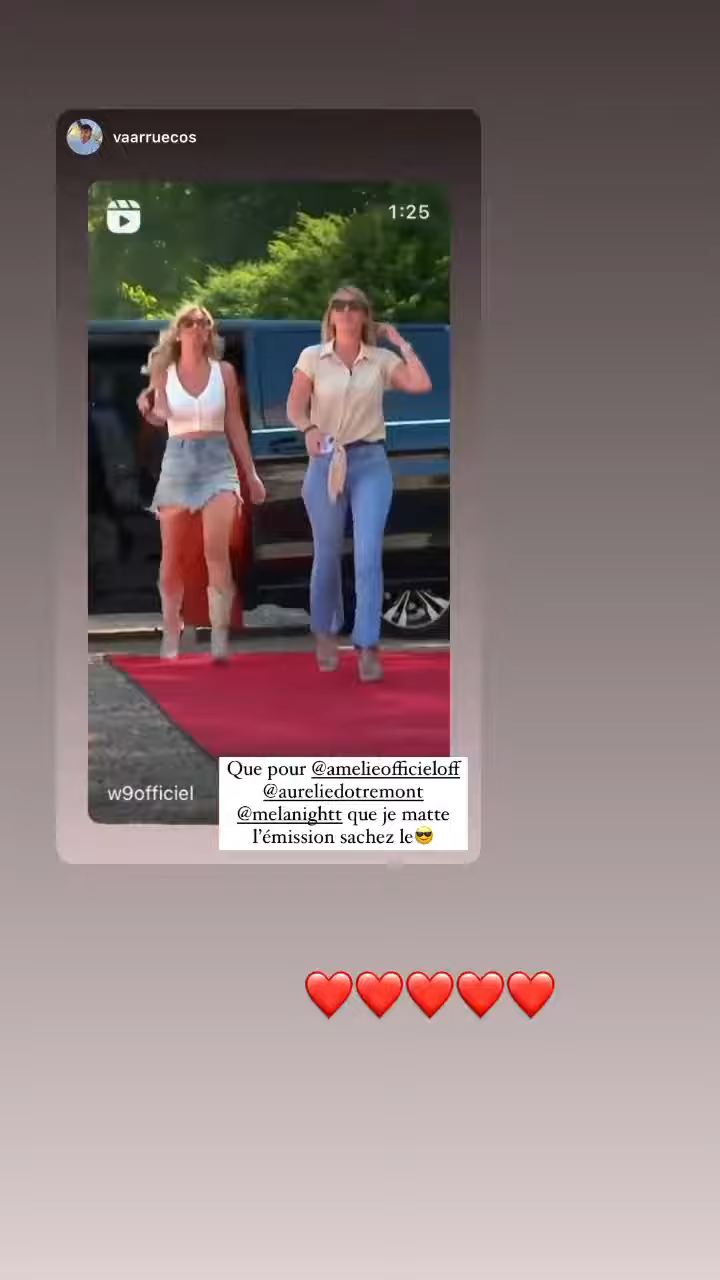 vaarruecos
1:25
w9officiel
Que pour @amelieofficieloff
@aureliedotremont
@melanightt que je matte
l’émission sachez le😎
❤️❤️❤️❤️❤️